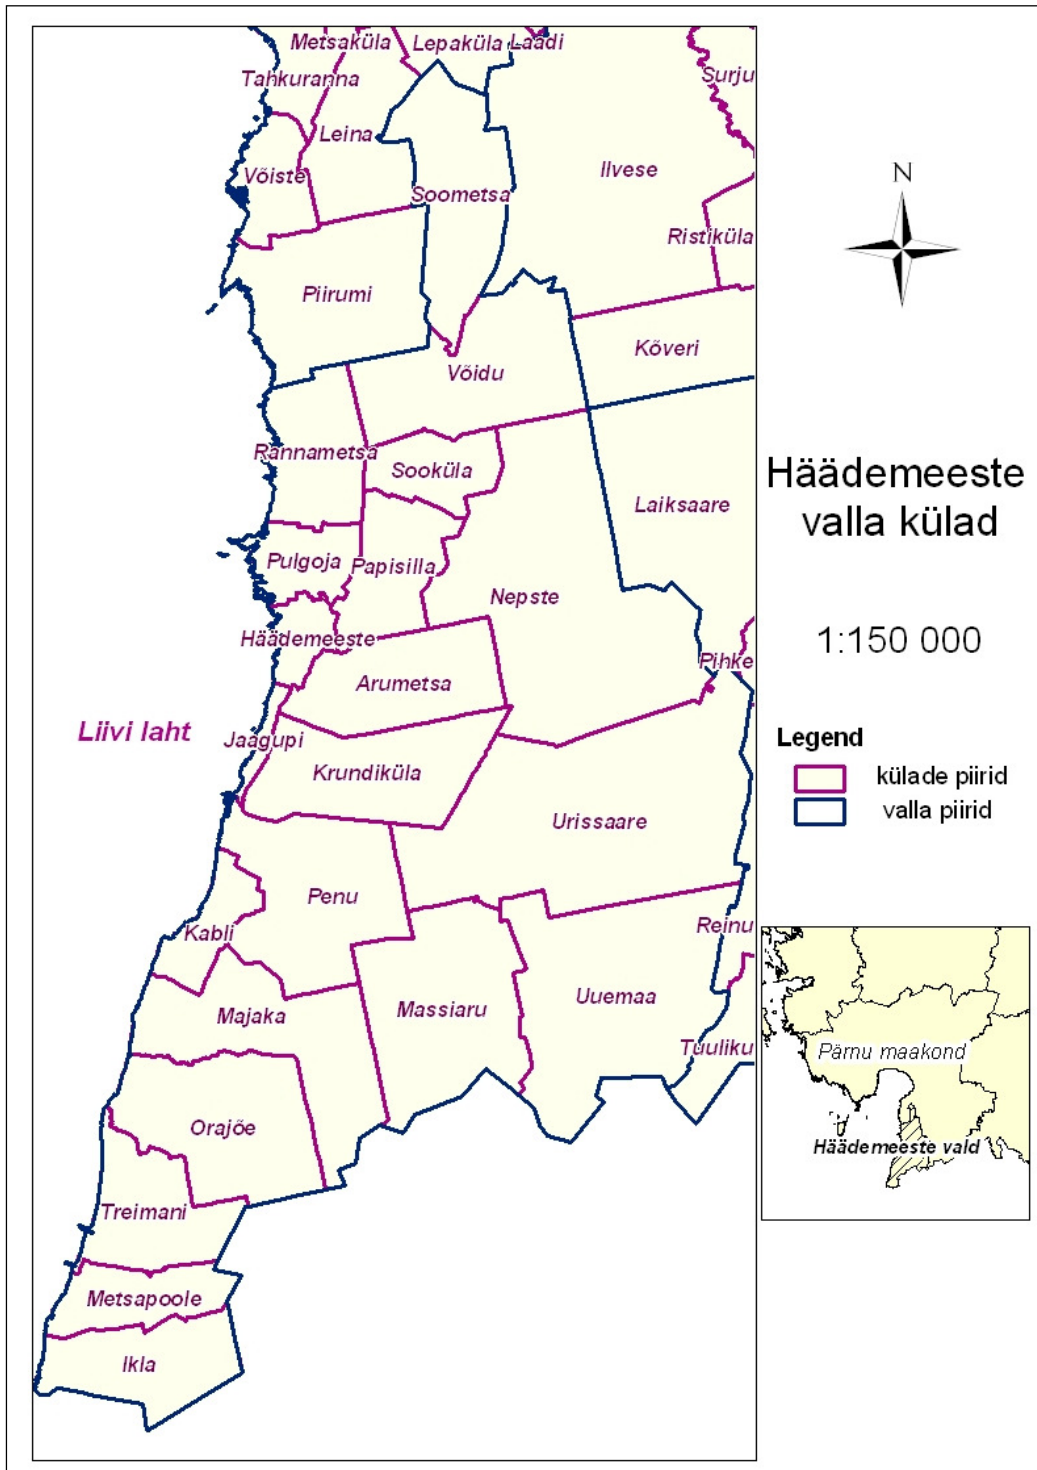 Metsaküla
Lepaküla
Laadi
Surju
Tahkuranna
Leina
Võiste
Ilvese
Soometsa
Ristiküla
Piirumi
Kõveri
Võidu
Rannametsa
Sooküla
Laiksaare
Pulgoja
Papisilla
Nepste
Häädemeeste
Pihke
Arumetsa
Liivi laht
Jaagupi
Krundiküla
Urissaare
Penu
Kabli
Reinu
Majaka
Massiaru
Uuemaa
Tuuliku
Orajõe
Treimani
Metsapoole
Ikla
N
Häädemeeste
valla külad
1:150 000
Legend
külade piirid
valla piirid
Pärnu maakond
Häädemeeste vald